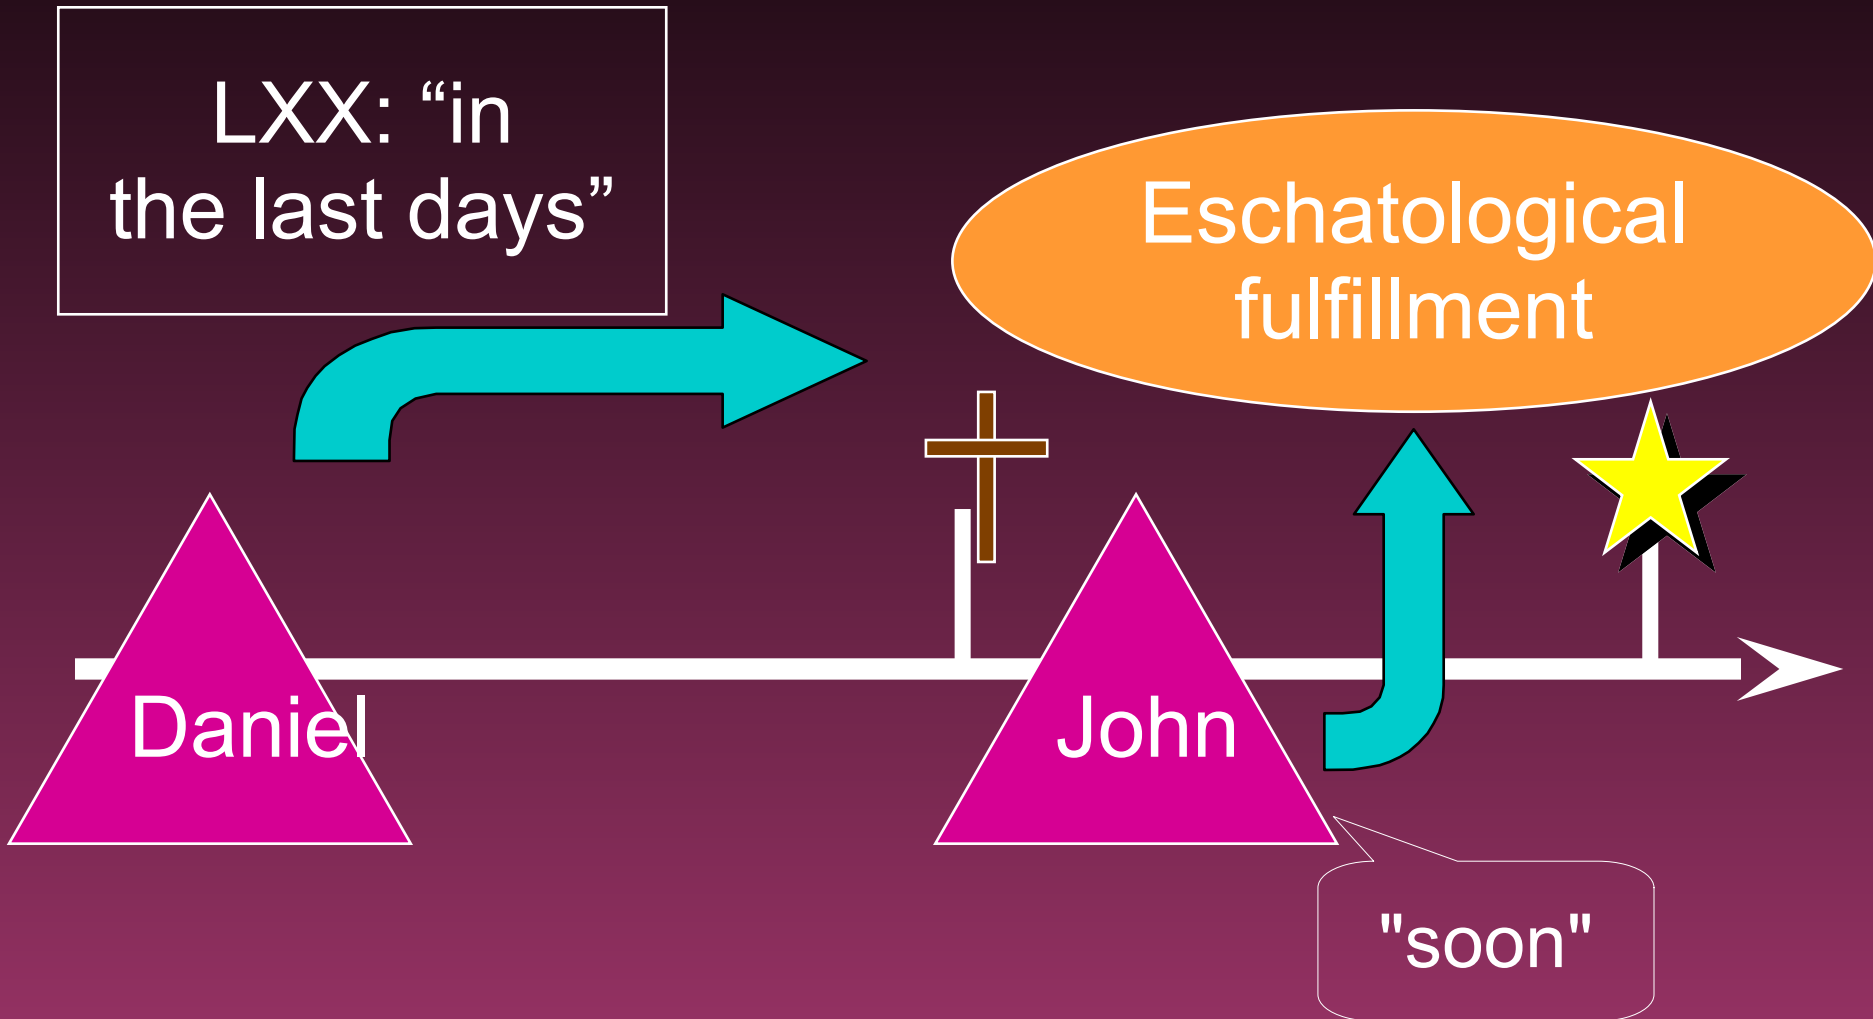 LXX: “in
the last days”
Eschatological
fulfillment
Daniel
John
"soon"